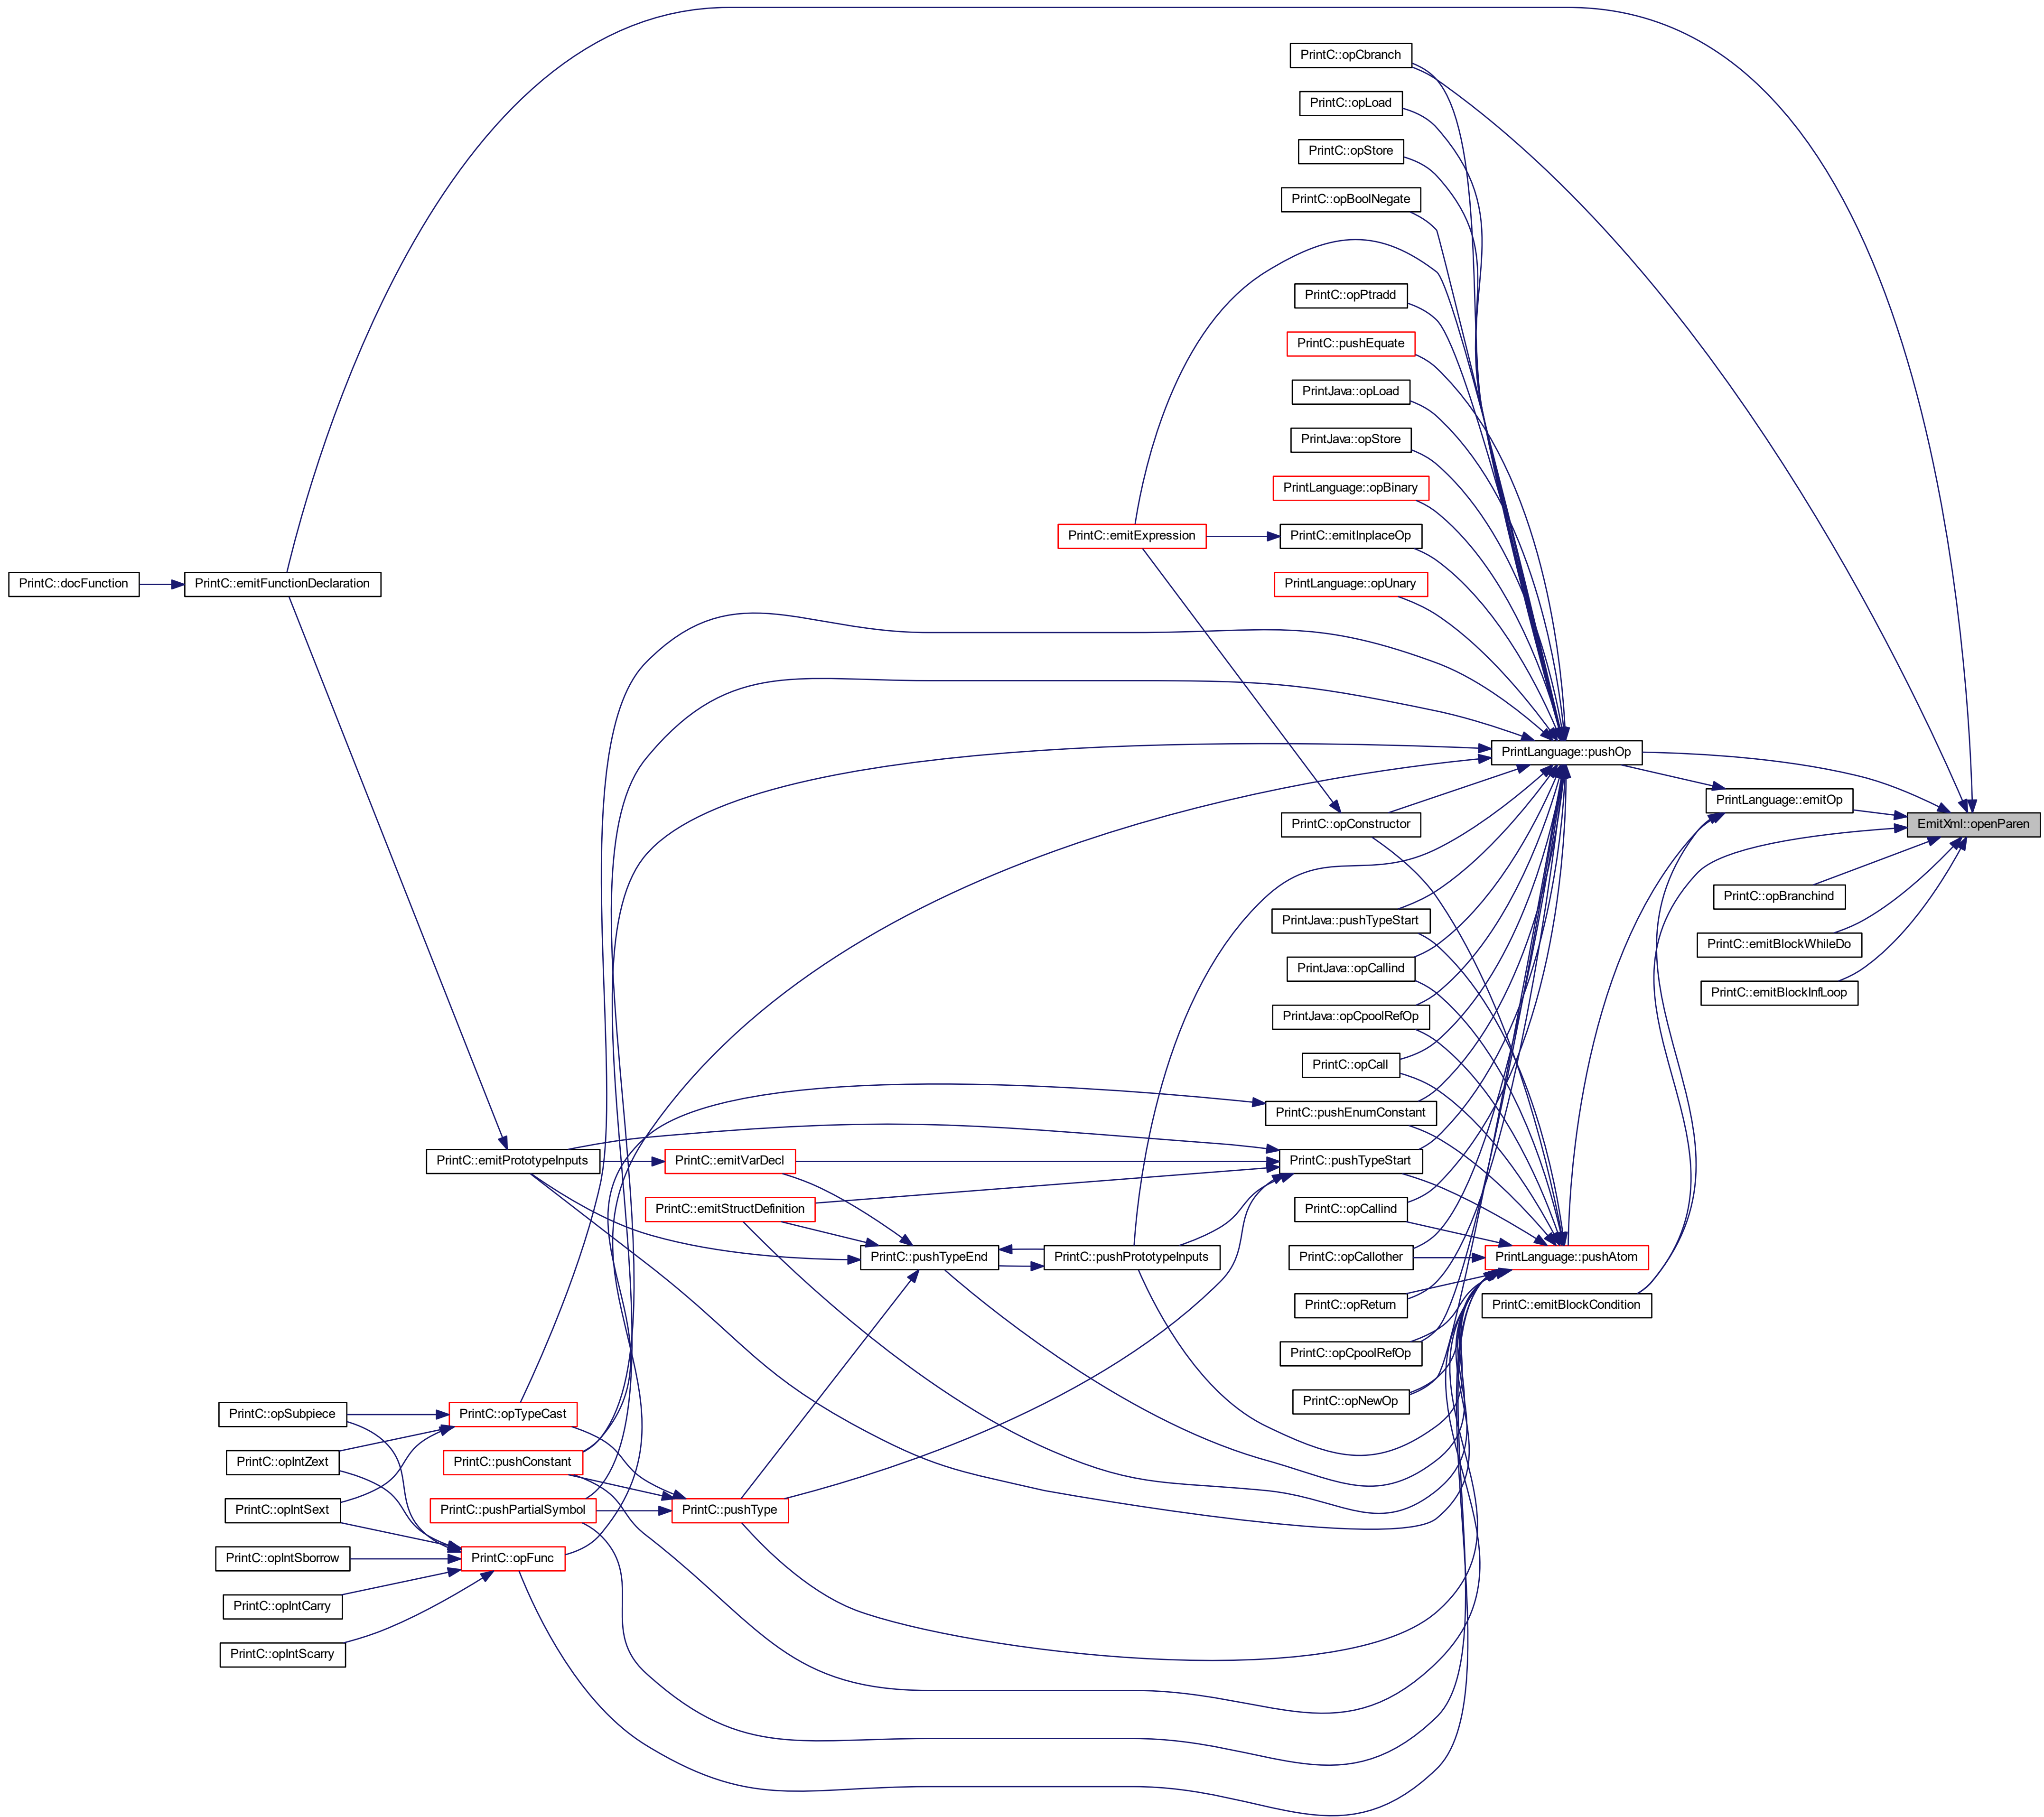 PrintC::opCbranch
PrintC::opLoad
PrintC::opStore
PrintC::opBoolNegate
PrintC::opPtradd
PrintC::pushEquate
PrintJava::opLoad
PrintJava::opStore
PrintLanguage::opBinary
PrintC::emitExpression
PrintC::emitInplaceOp
PrintC::docFunction
PrintC::emitFunctionDeclaration
PrintLanguage::opUnary
PrintLanguage::pushOp
PrintLanguage::emitOp
PrintC::opConstructor
EmitXml::openParen
PrintC::opBranchind
PrintJava::pushTypeStart
PrintC::emitBlockWhileDo
PrintJava::opCallind
PrintC::emitBlockInfLoop
PrintJava::opCpoolRefOp
PrintC::opCall
PrintC::pushEnumConstant
PrintC::emitPrototypeInputs
PrintC::emitVarDecl
PrintC::pushTypeStart
PrintC::emitStructDefinition
PrintC::opCallind
PrintC::pushTypeEnd
PrintC::pushPrototypeInputs
PrintC::opCallother
PrintLanguage::pushAtom
PrintC::opReturn
PrintC::emitBlockCondition
PrintC::opCpoolRefOp
PrintC::opNewOp
PrintC::opSubpiece
PrintC::opTypeCast
PrintC::opIntZext
PrintC::pushConstant
PrintC::opIntSext
PrintC::pushPartialSymbol
PrintC::pushType
PrintC::opIntSborrow
PrintC::opFunc
PrintC::opIntCarry
PrintC::opIntScarry